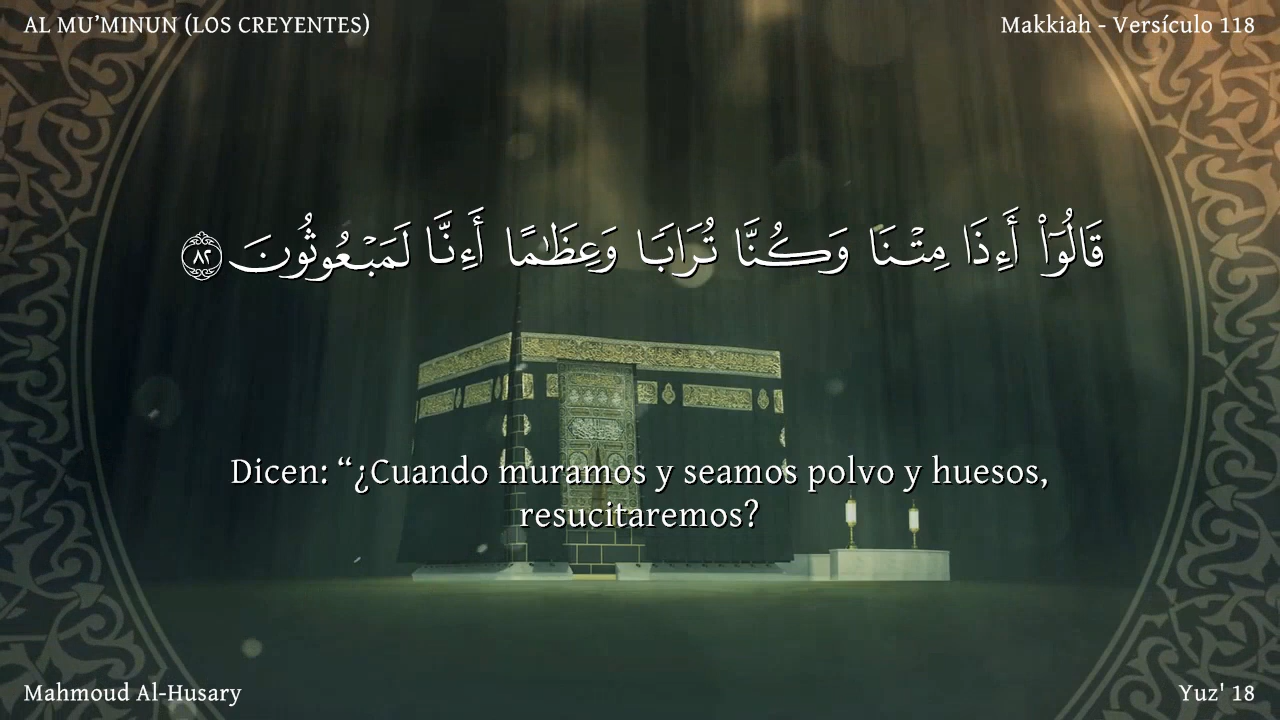 AL MU’MINUN (LOS CREYENTES)
Makkiah - Versículo 118
قَالُوٓا۟ أَءِذَا مِتْنَا وَكُنَّا تُرَابًا وَعِظَٰمًا أَءِنَّا لَمَبْعُوثُونَ ٨٢
Dicen: “¿Cuando muramos y seamos polvo y huesos,
resucitaremos?
Mahmoud Al-Husary
Yuz' 18